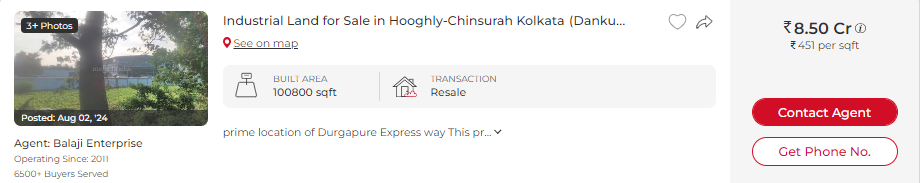 3+ Photos
Posted: Aug 02, '24
Agent: Balaji Enterprise
Operating Since: 2011
6500+ Buyers Served
Industrial Land for Sale in Hooghly-Chinsurah Kolkata (Danku...
See on map
BUILT AREA
100800 sqft
TRANSACTION
Resale
prime location of Durgapure Express way This pr...
₹8.50 Cr
₹451 per sqft
Contact Agent
Get Phone No.